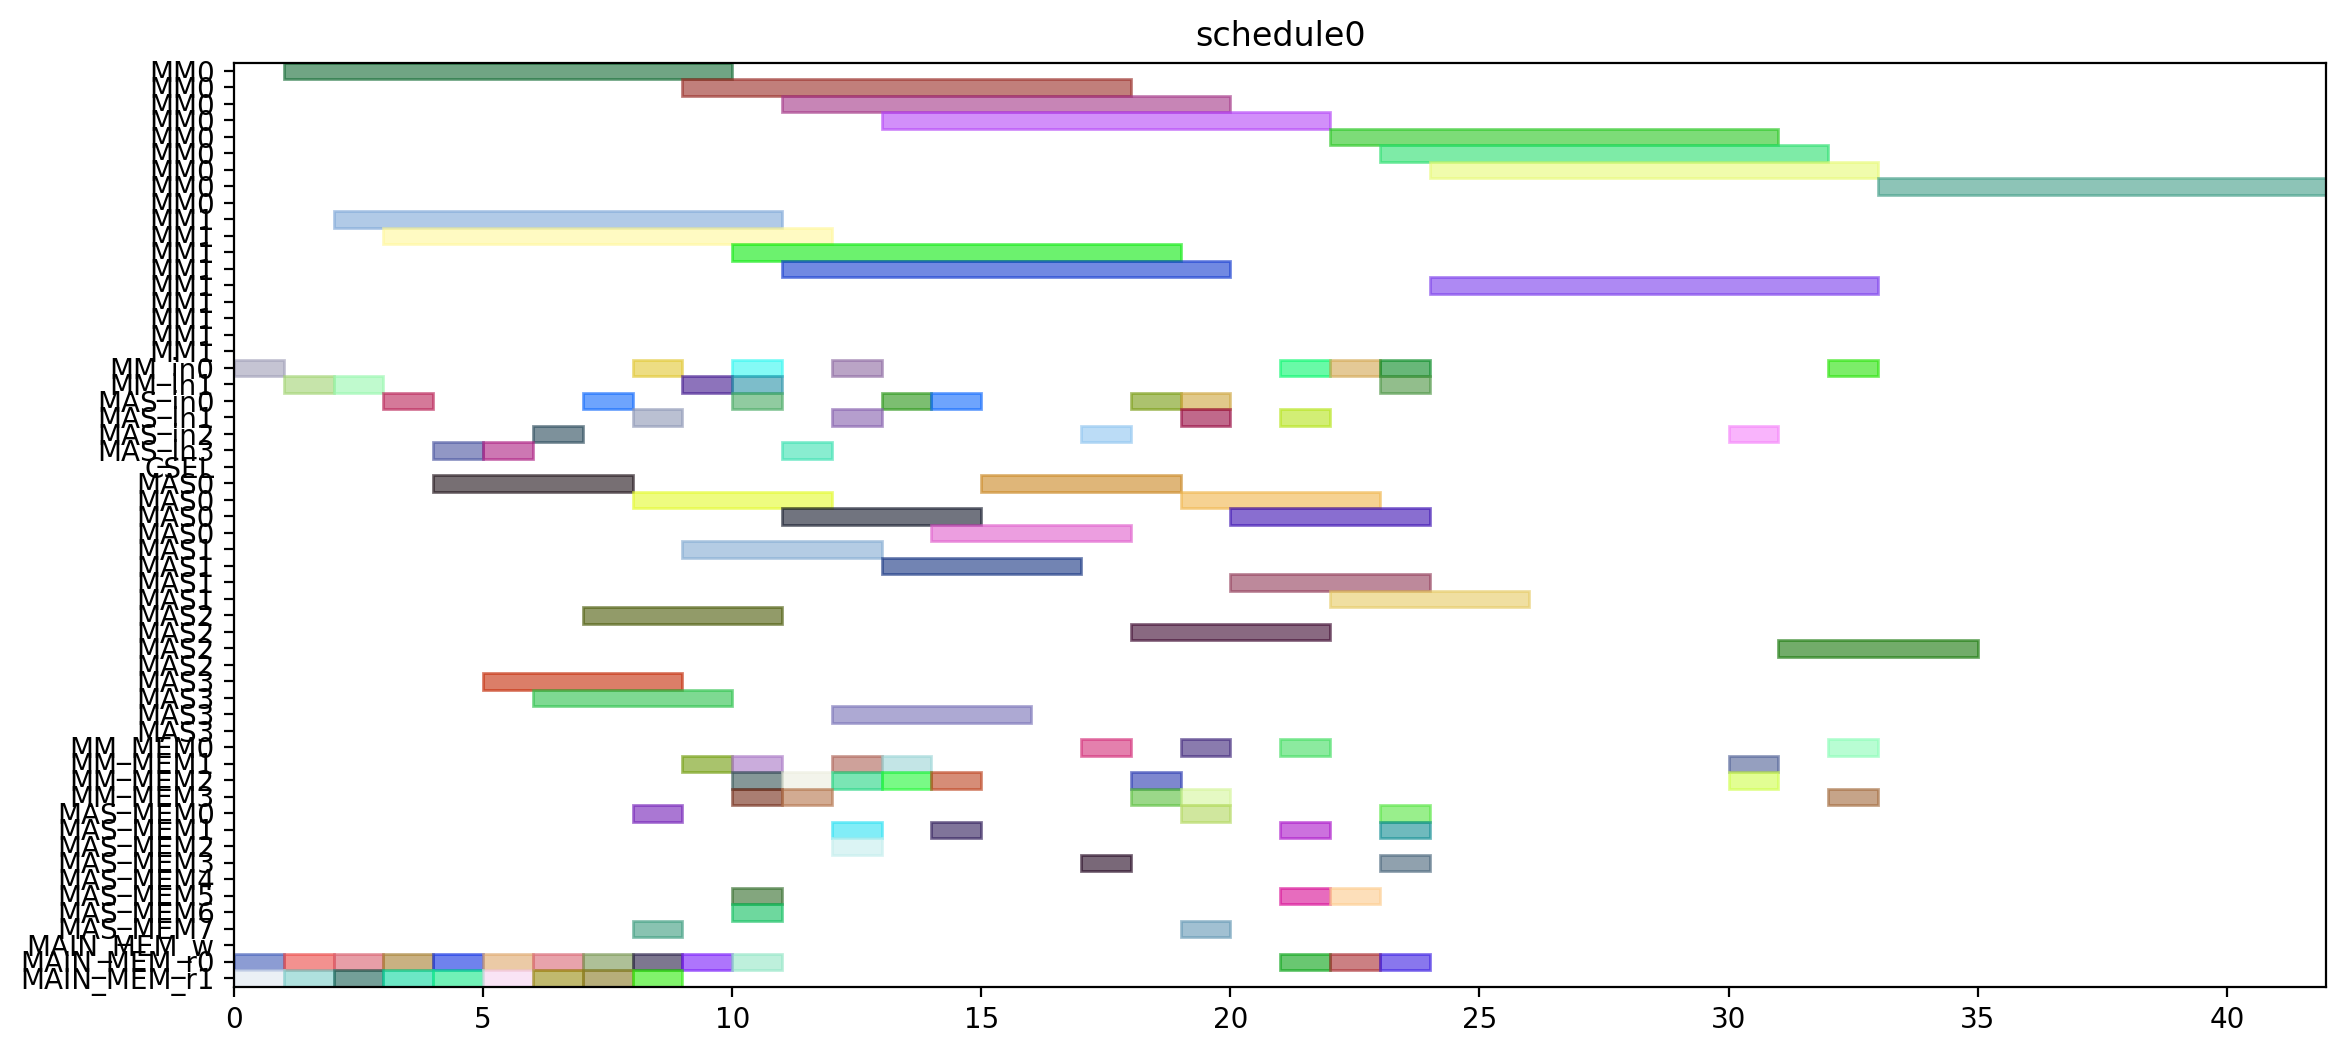 schedule0
MM0
MM0
MM0
MM0
MM0
MM0
MM0
MM0
MM0
MM1
MM1
MM1
MM1
MM1
MM1
MM1
MM1
MM1
MM_in0
MM_in1
MAS_in0
MAS_in1
MAS_in2
MAS_in3
CSEL
MAS0
MAS0
MAS0
MAS0
MAS1
MAS1
MAS1
MAS1
MAS2
MAS2
MAS2
MAS2
MAS3
MAS3
MAS3
MAS3
MM_MEM0
MM_MEM1
MM_MEM2
MM_MEM3
MAS_MEM0
MAS_MEM1
MAS_MEM2
MAS_MEM3
MAS_MEM4
MAS_MEM5
MAS_MEM6
MAS_MEM7
MAIN_MEM_w
MAIN_MEM_r0
MAIN_MEM_r1
0 5 10 15 20 25 30 35 40